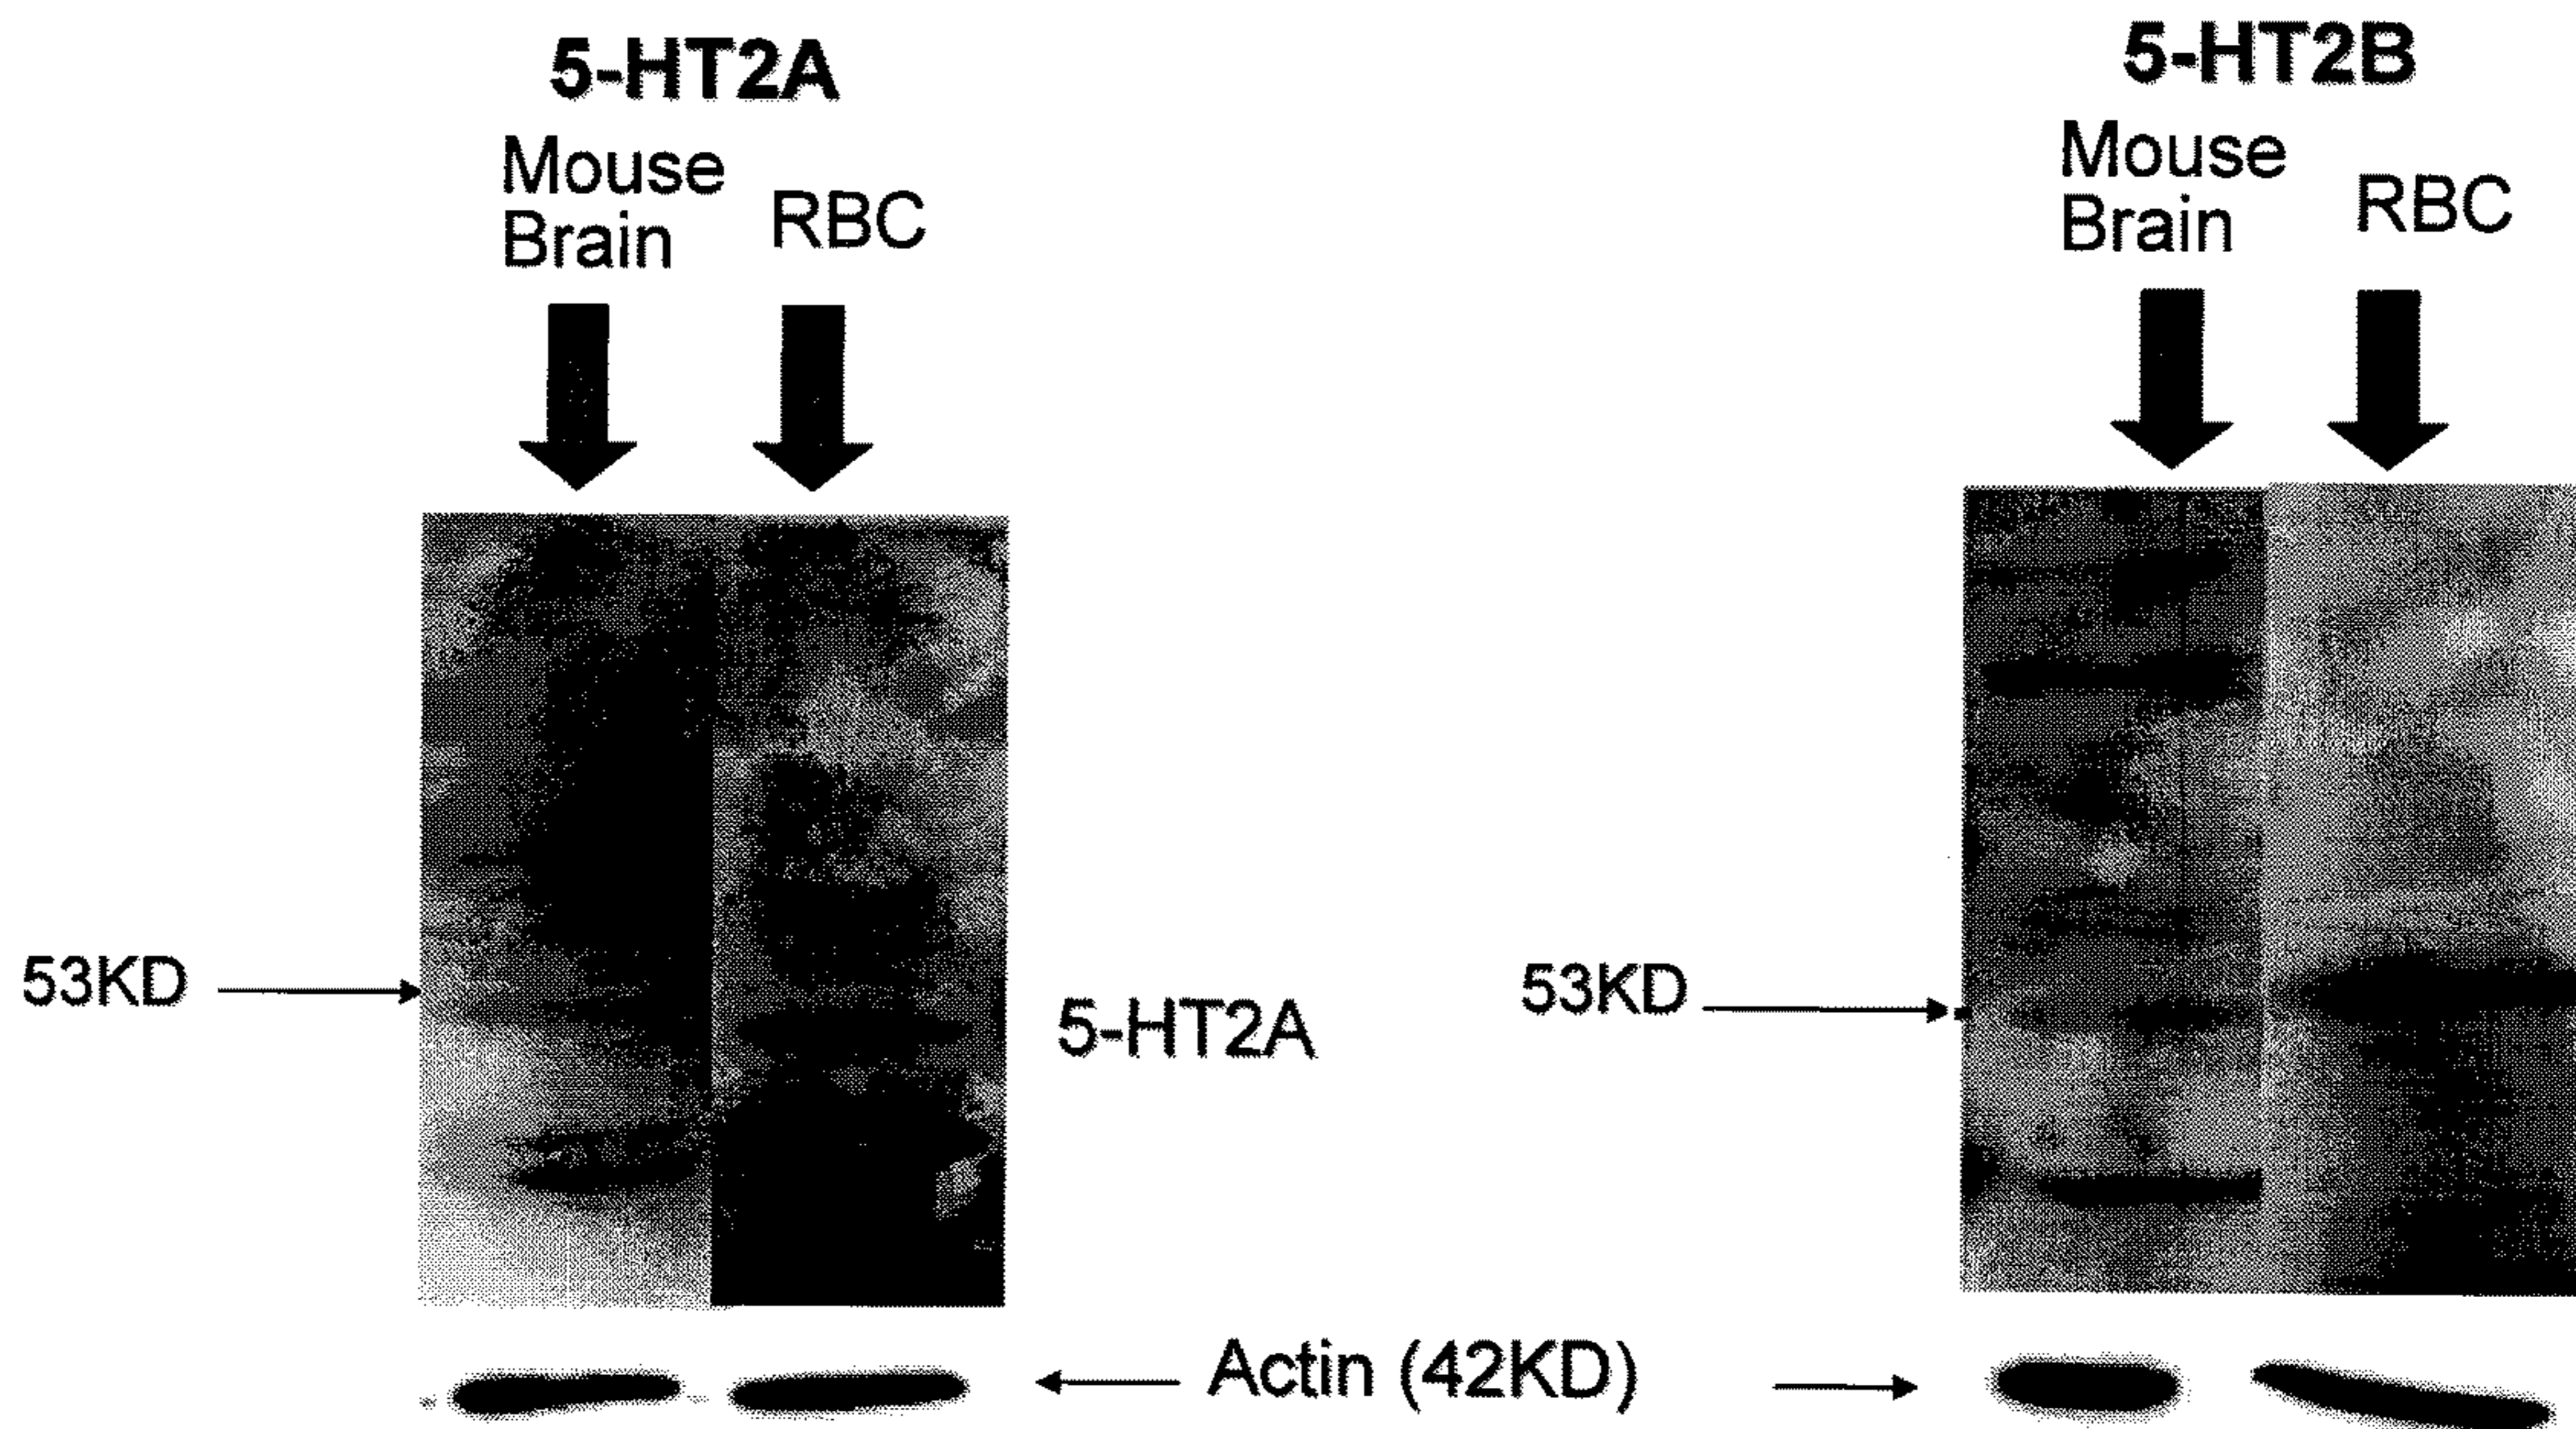 5-HT2A
Mouse
Brain
RBC
53KD
5-HT2A
5-HT2B
Mouse
Brain
RBC
53KD
Actin (42KD)